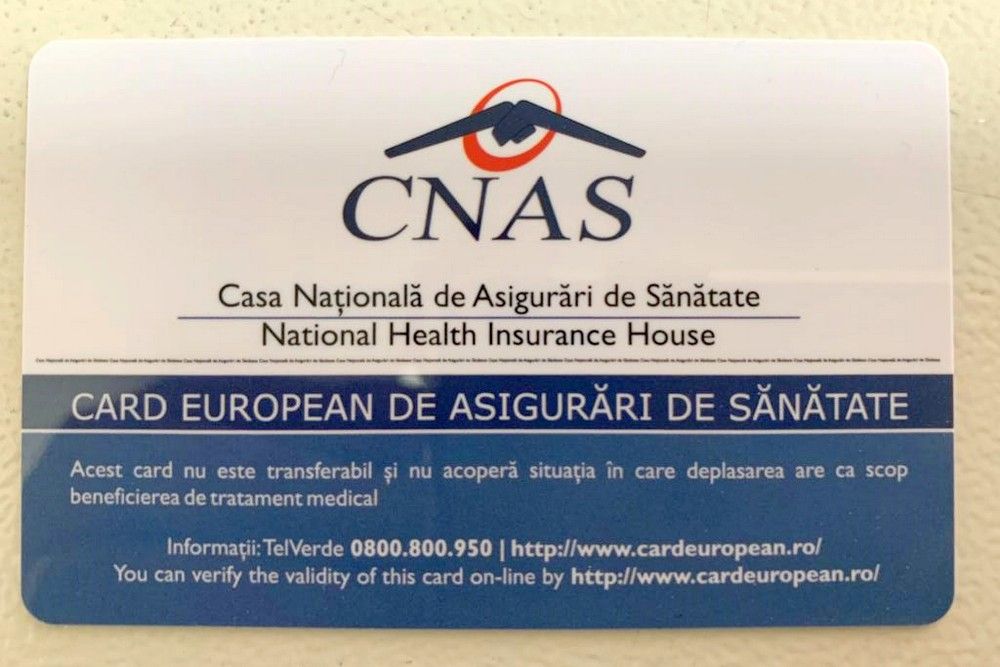 CNAS
Casa Națională de Asigurări de Sănătate
National Health Insurance House
CARD EUROPEAN DE ASIGURĂRI DE SĂNĂTATE
Acest card nu este transferabil și nu acoperă situația în care deplasarea are ca scop
beneficierea de tratament medical
Informații: TelVerde 0800.800.950 | http://www.cardeuropean.ro/
You can verify the validity of this card on-line by http://www.cardeuropean.ro/